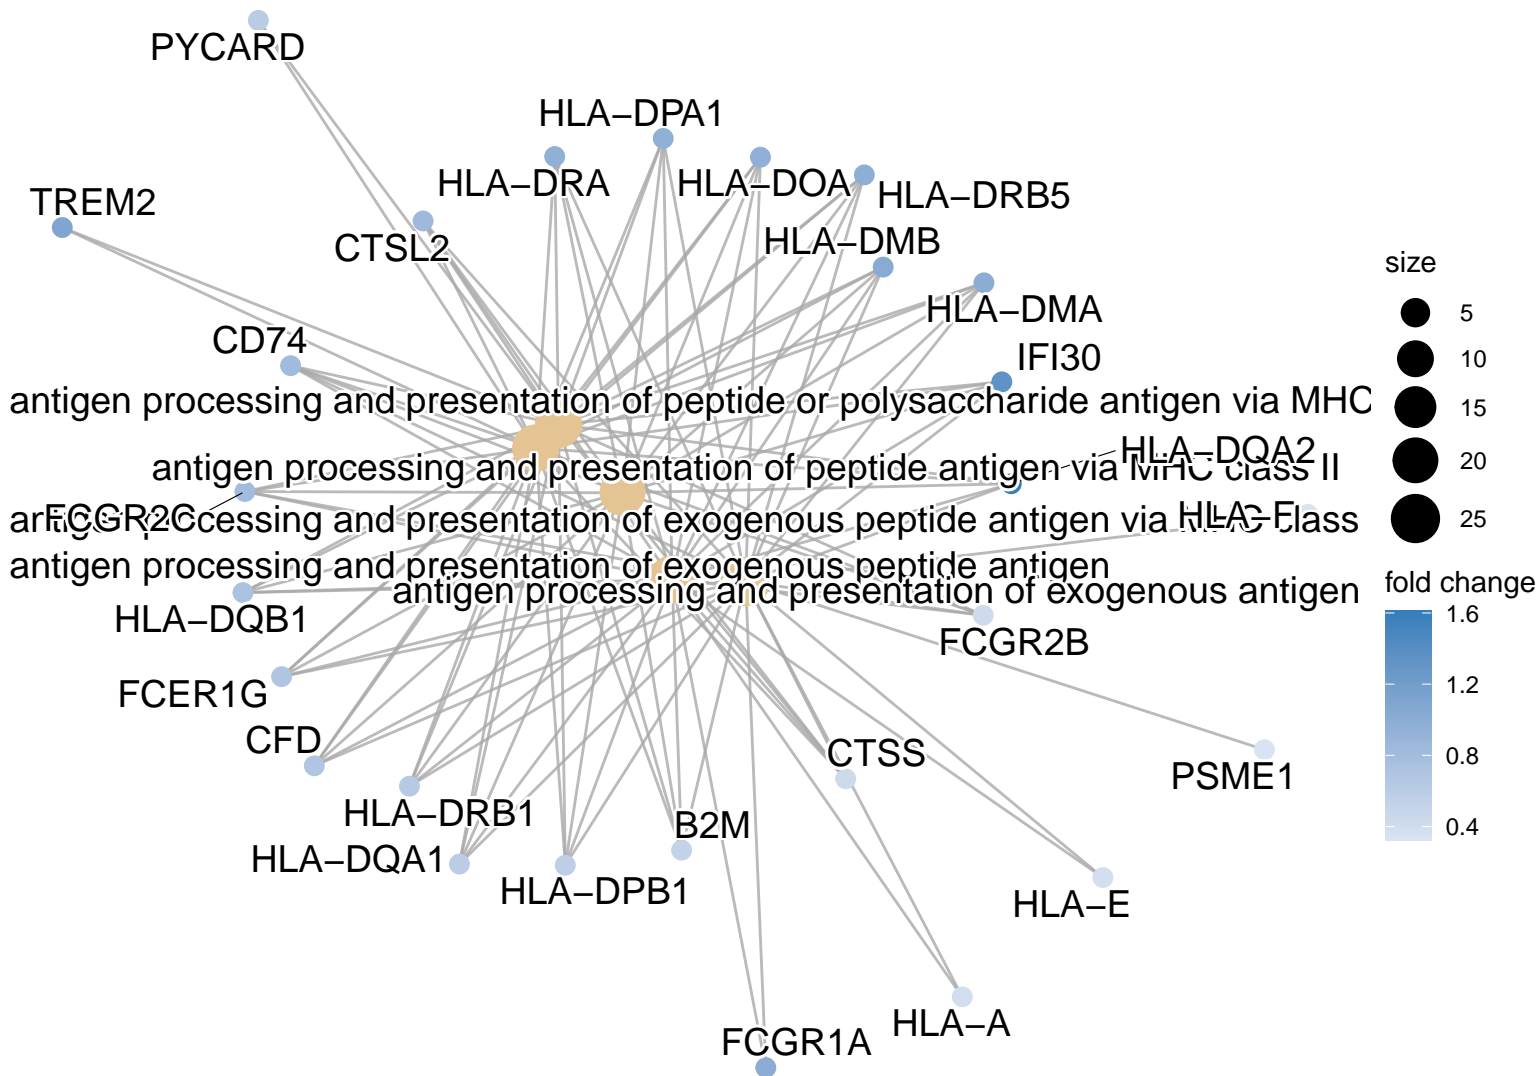 PYCARD
HLA−DPA1
HLA−DRA
HLA−DOA
HLA−DRB5
TREM2
CTSL2
HLA−DMB
size
HLA−DMA
5
CD74
IFI30
10
antigen processing and presentation of peptide or polysaccharide antigen via MHC
15
HLA−DQA2
20
antigen processing and presentation of peptide antigen via MHC class II
FCGR2C
HLA−F
25
antigen processing and presentation of exogenous peptide antigen via MHC class
antigen processing and presentation of exogenous peptide antigen
antigen processing and presentation of exogenous antigen
fold change
1.6
HLA−DQB1
FCGR2B
1.2
FCER1G
CFD
CTSS
0.8
PSME1
HLA−DRB1
B2M
0.4
HLA−DQA1
HLA−DPB1
HLA−E
HLA−A
FCGR1A